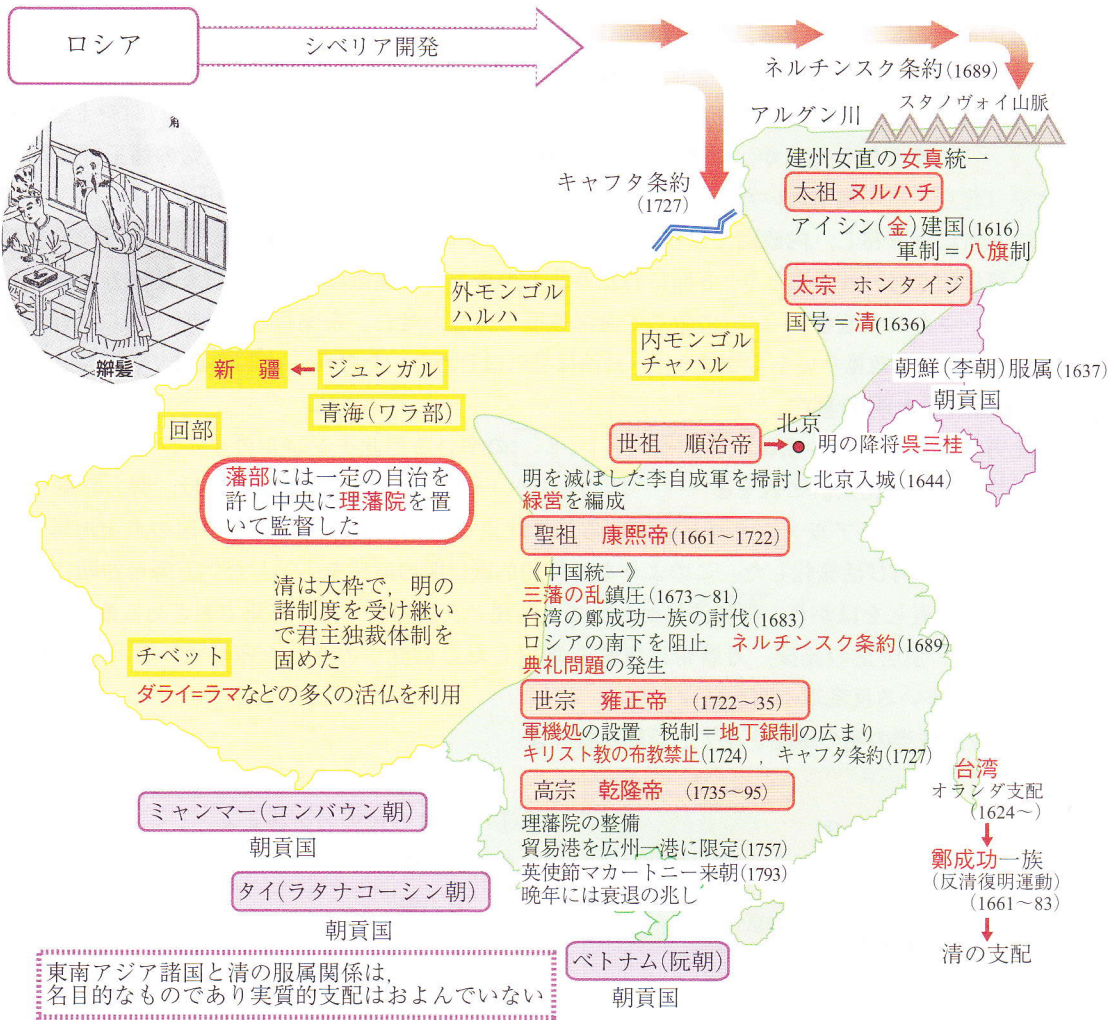 ロシア
シベリア開発
ネルチンスク条約(1689)
スタノヴォイ山脈
アルグン川
角
辮髪
キャフタ条約
(1727)
建州女直の女真統一
太祖 ヌルハチ
アイシン(金)建国(1616)
軍制=八旗制
太宗 ホンタイジ
国号=清(1636)
外モンゴル
ハルハ
内モンゴル
チャハル
新 疆
ジュンガル
青海(ワラ部)
回部
朝鮮(李朝)服属(1637)
朝貢国
世祖 順治帝
北京
明の降将呉三桂
明を滅ぼした李自成軍を掃討し北京入城(1644)
緑営を編成
藩部には一定の自治を
許し中央に理藩院を置
いて監督した
聖祖 康熙帝(1661~1722)
《中国統一》
三藩の乱鎮圧(1673~81)
台湾の鄭成功一族の討伐(1683)
ロシアの南下を阻止 ネルチンスク条約(1689)
典礼問題の発生
清は大枠で,明の
諸制度を受け継い
で君主独裁体制を
固めた
チベット
ダライ=ラマなどの多くの活仏を利用
世宗 雍正帝 (1722~35)
軍機処の設置 税制=地丁銀制の広まり
キリスト教の布教禁止(1724),キャフタ条約(1727)
高宗 乾隆帝 (1735~95)
理藩院の整備
貿易港を広州一港に限定(1757)
英使節マカートニー来朝(1793)
晩年には衰退の兆し
台湾
オランダ支配
(1624~)
鄭成功一族
(反清復明運動)
(1661~83)
清の支配
ミャンマー(コンバウン朝)
朝貢国
タイ(ラタナコーシン朝)
朝貢国
ベトナム(阮朝)
朝貢国
東南アジア諸国と清の服属関係は,
名目的なものであり実質的支配はおよんでいない